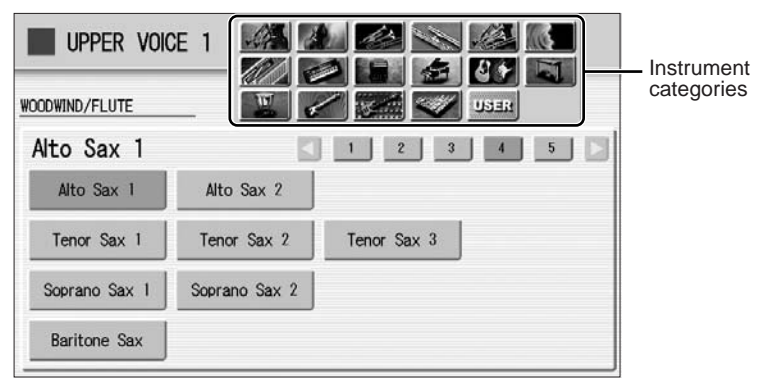 UPPER VOICE 1
USER
Instrument
categories
WOODWIND/FLUTE
Alto Sax 1
1 2 3 4 5
Alto Sax 1 Alto Sax 2
Tenor Sax 1 Tenor Sax 2 Tenor Sax 3
Soprano Sax 1 Soprano Sax 2
Baritone Sax